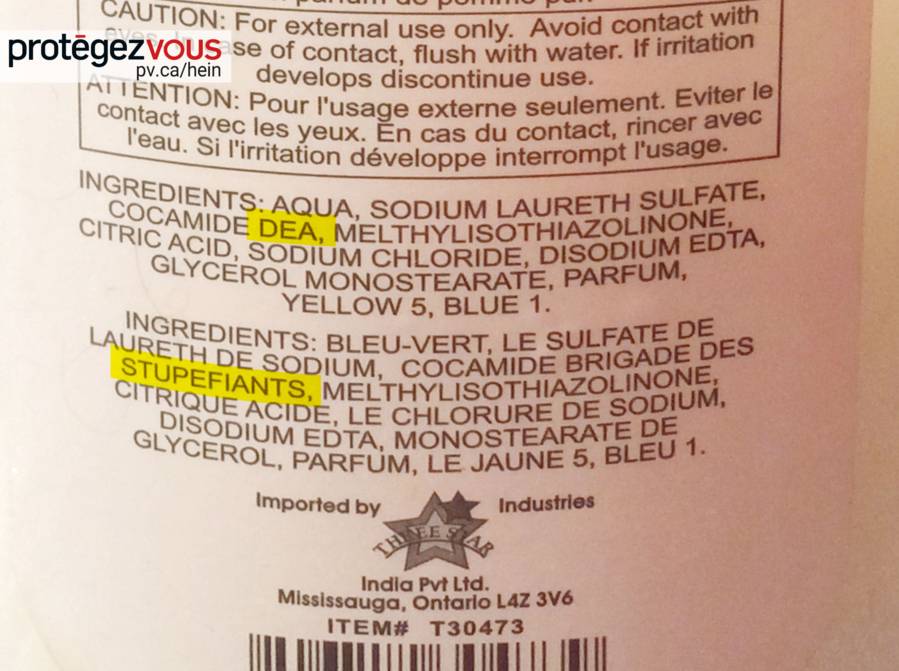 protégezvous
pv.ca/hein
CAUTION: For external use only. Avoid contact with
of contact, flush with water. If irritation
develops discontinue use.
ATTENTION: Pour l'usage externe seulement. Eviter le
contact avec les yeux. En cas du contact, rincer avec
l'eau. Si l'irritation développe interrompt l'usage.
INGREDIENTS: AQUA, SODIUM LAURETH SULFATE,
COCAMIDE DEA, MELTHYLISOTHIAZOLINONE,
CITRIC ACID, SODIUM CHLORIDE, DISODIUM EDTA,
GLYCEROL MONOSTEARATE, PARFUM,
YELLOW 5, BLUE 1.
INGREDIENTS: BLEU-VERT, LE SULFATE DE
LAURETH DE SODIUM, COCAMIDE BRIGADE DES
STUPEFIANTS, MELTHYLISOTHIAZOLINONE,
CITRIQUE ACIDE, LE CHLORURE DE SODIUM,
DISODIUM EDTA, MONOSTEARATE DE
GLYCEROL, PARFUM, LE JAUNE 5, BLEU 1.
Imported by THREE STAR Industries
India Pvt Ltd.
Mississauga, Ontario L4Z 3V6
ITEM# T30473